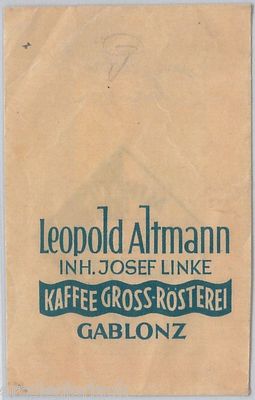 Leopold Altmann
INH. JOSEF LINKE
KAFFEE GROSS-RÖSTEREI
GABLONZ